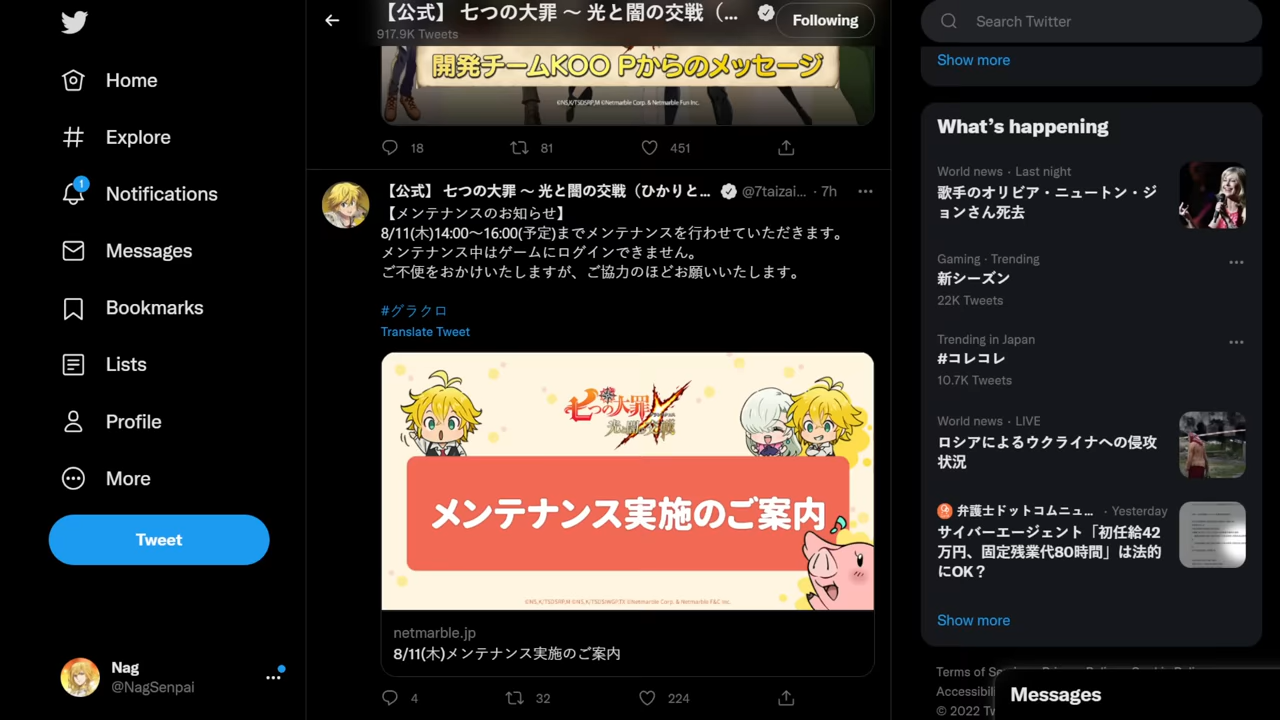 Home
Explore
1
Notifications
Messages
Bookmarks
Lists
Profile
More
Tweet
Nag
@NagSenpai
【公式】 七つの大罪 ～ 光と闇の交戦（...
917.9K Tweets
Following
開発チームKOO Pからのメッセージ
18
81
451
【公式】 七つの大罪 ～ 光と闇の交戦（ひかりと...
@7taizai... · 7h
【メンテナンスのお知らせ】
8/11(木)14:00～16:00(予定)までメンテナンスを行わせていただきます。
メンテナンス中はゲームにログインできません。
ご不便をおかけいたしますが、ご協力のほどお願いいたします。
#グラクロ
Translate Tweet
七つの大罪
光と闇の交戦
メンテナンス実施のご案内
netmarble.jp
8/11(木)メンテナンス実施のご案内
4
32
224
Search Twitter
Show more
What's happening
World news · Last night
歌手のオリビア・ニュートン・ジ
ョンさん死去
Gaming · Trending
新シーズン
22K Tweets
Trending in Japan
#コレコレ
10.7K Tweets
World news · LIVE
ロシアによるウクライナへの侵攻
状況
弁護士ドットコムニュ... · Yesterday
サイバーエージェント「初任給42
万円、固定残業代80時間」は法的
にOK？
Show more
Terms of
© 2022
Messages